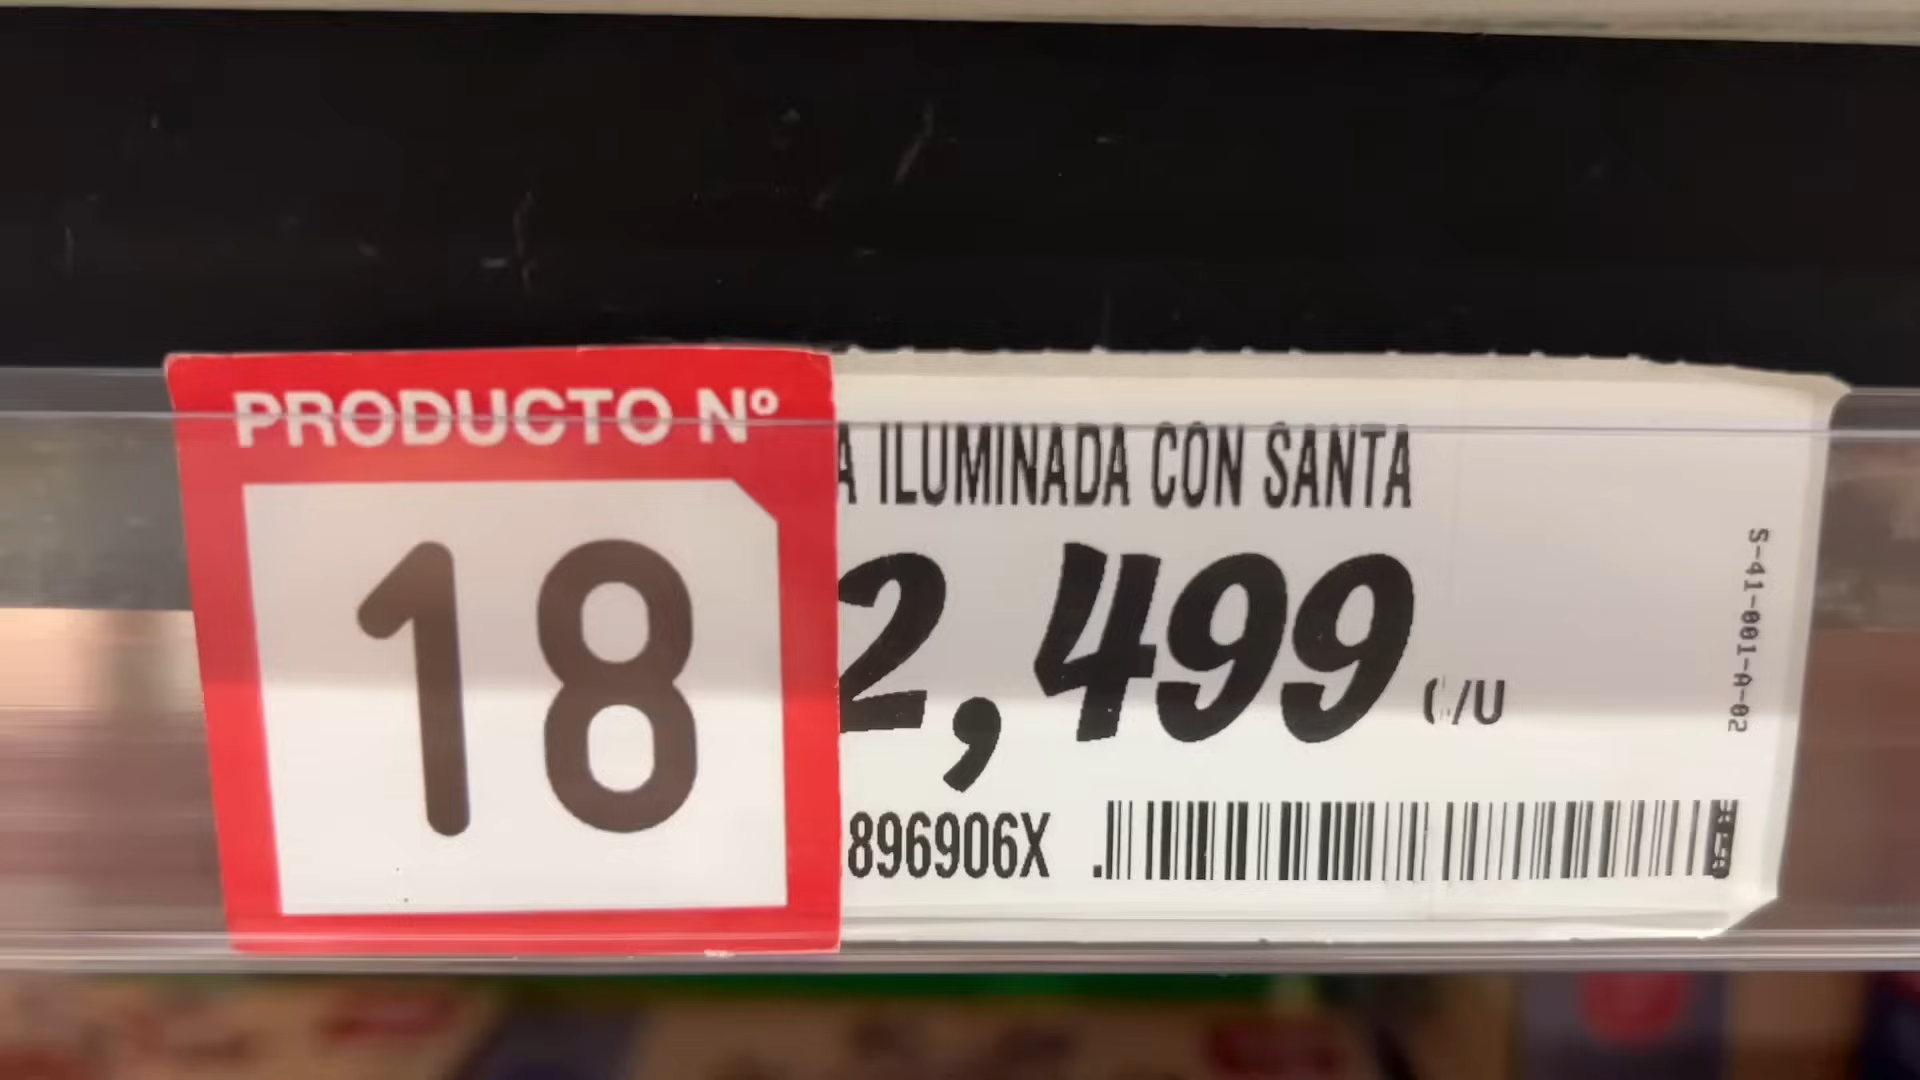 PRODUCTO Nº
18
A ILUMINADA CON SANTA
2,499 C/U
896906X
S-41-001-A-02